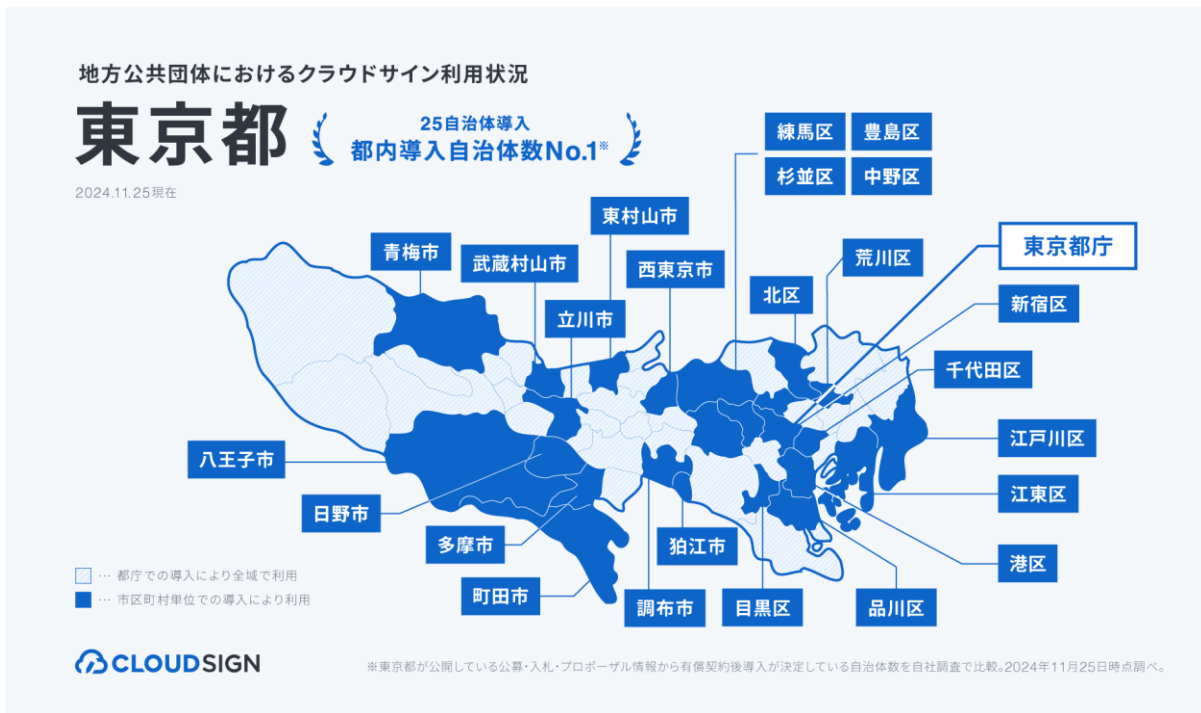 地方公共団体におけるクラウドサイン利用状況
東京都
25自治体導入
都内導入自治体数No.1※
2024.11.25現在
練馬区
豊島区
杉並区
中野区
東村山市
青梅市
武蔵村山市
西東京市
立川市
北区
荒川区
東京都庁
新宿区
千代田区
江戸川区
江東区
港区
品川区
目黒区
狛江市
調布市
町田市
多摩市
日野市
八王子市
… 都庁での導入により全域で利用
… 市区町村単位での導入により利用
CLOUDSIGN
※東京都が公開している公募・入札・プロポーザル情報から有償契約後導入が決定している自治体数を自社調査で比較。2024年11月25日時点調べ。